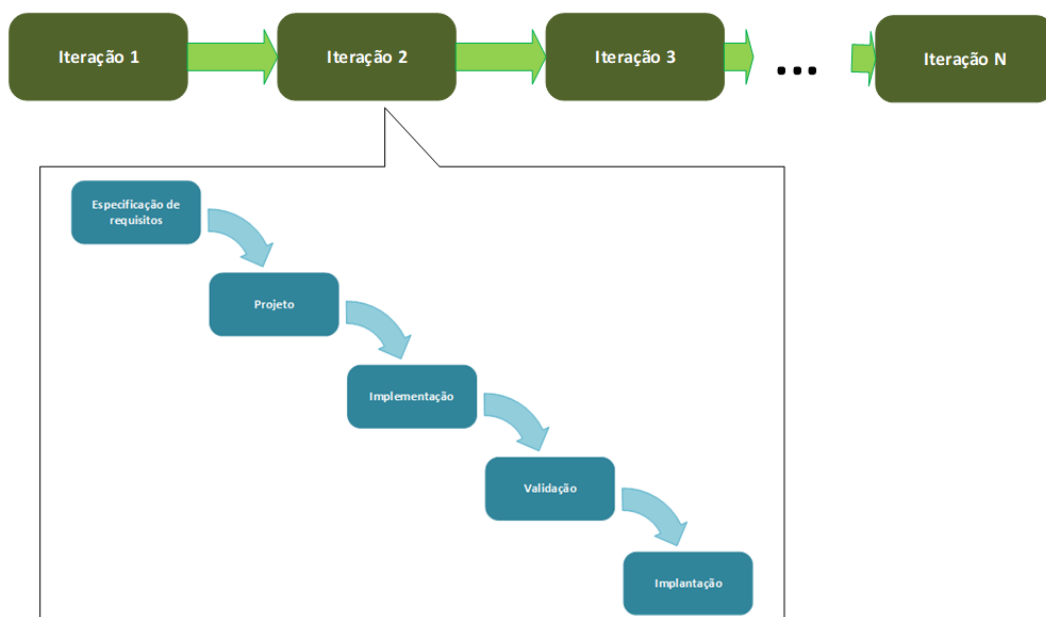 Iteração 1
Iteração 2
Iteração 3
...
Iteração N
Especificação de
requisitos
Projeto
Implementação
Validação
Implantação